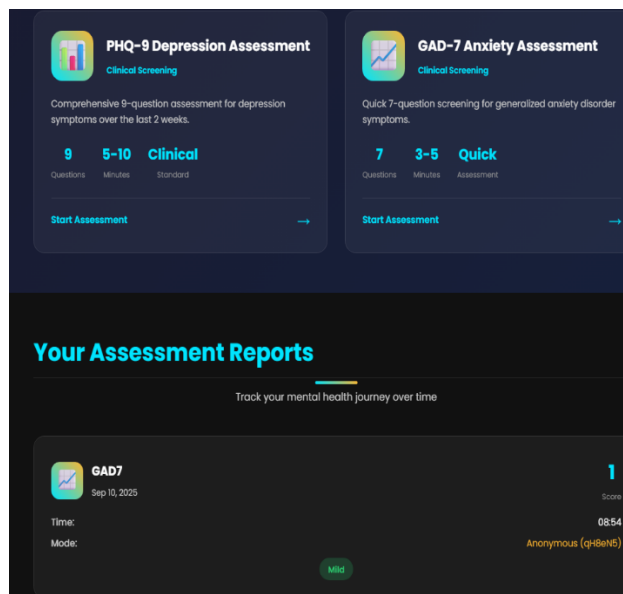 PHQ-9 Depression Assessment
Clinical Screening
Comprehensive 9-question assessment for depression
symptoms over the last 2 weeks.
9 5-10 Clinical
Questions Minutes Standard
Start Assessment →
GAD-7 Anxiety Assessment
Clinical Screening
Quick 7-question screening for generalized anxiety disorder
symptoms.
7 3-5 Quick
Questions Minutes Assessment
Start Assessment →
Your Assessment Reports
Track your mental health journey over time
GAD7
Sep 10, 2025
1
Score
Time: 08:54
Mode: Anonymous (qH8eN5)
Mild